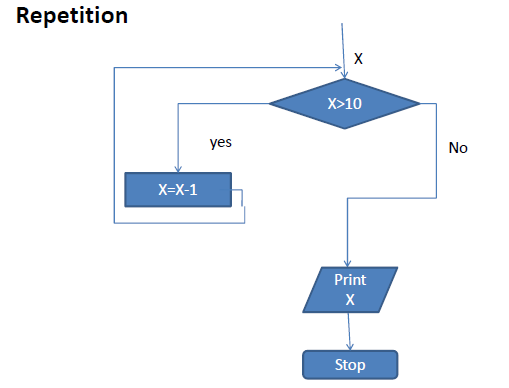 Repetition
X
X>10
yes
No
X=X-1
Print
X
Stop